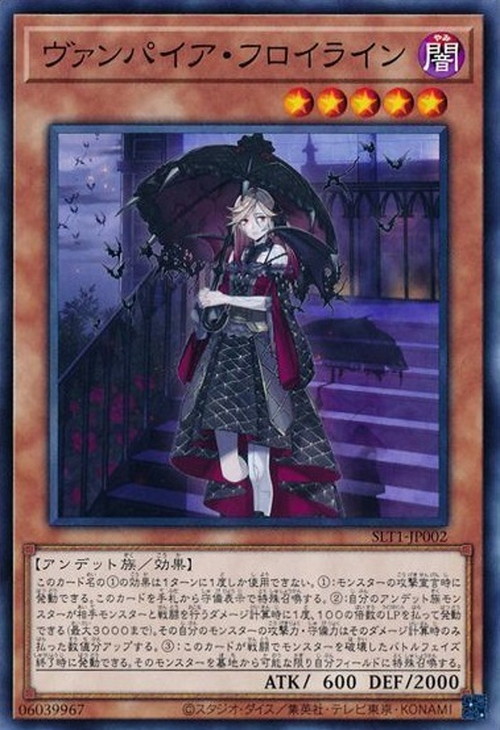 ヴァンパイア・フロイライン
闇
SLT1-JP002
【アンデット族/効果】
このカード名の①の効果は1ターンに1度しか使用できない。①:モンスターの攻撃宣言時に
発動できる。このカードを手札から守備表示で特殊召喚する。②:自分のアンデット族モン
スターが相手モンスターと戦闘を行うダメージ計算時に1度、100の倍数のLPを払って発動
できる(最大3000まで)。その自分のモンスターの攻撃力・守備力はそのダメージ計算時のみ
払った数値分アップする。③:このカードが戦闘でモンスターを破壊したバトルフェイズ
終了時に発動できる。そのモンスターを墓地から可能な限り自分フィールドに特殊召喚する。
ATK/ 600 DEF/2000
06039967
©スタジオ・ダイス/集英社・テレビ東京・KONAMI